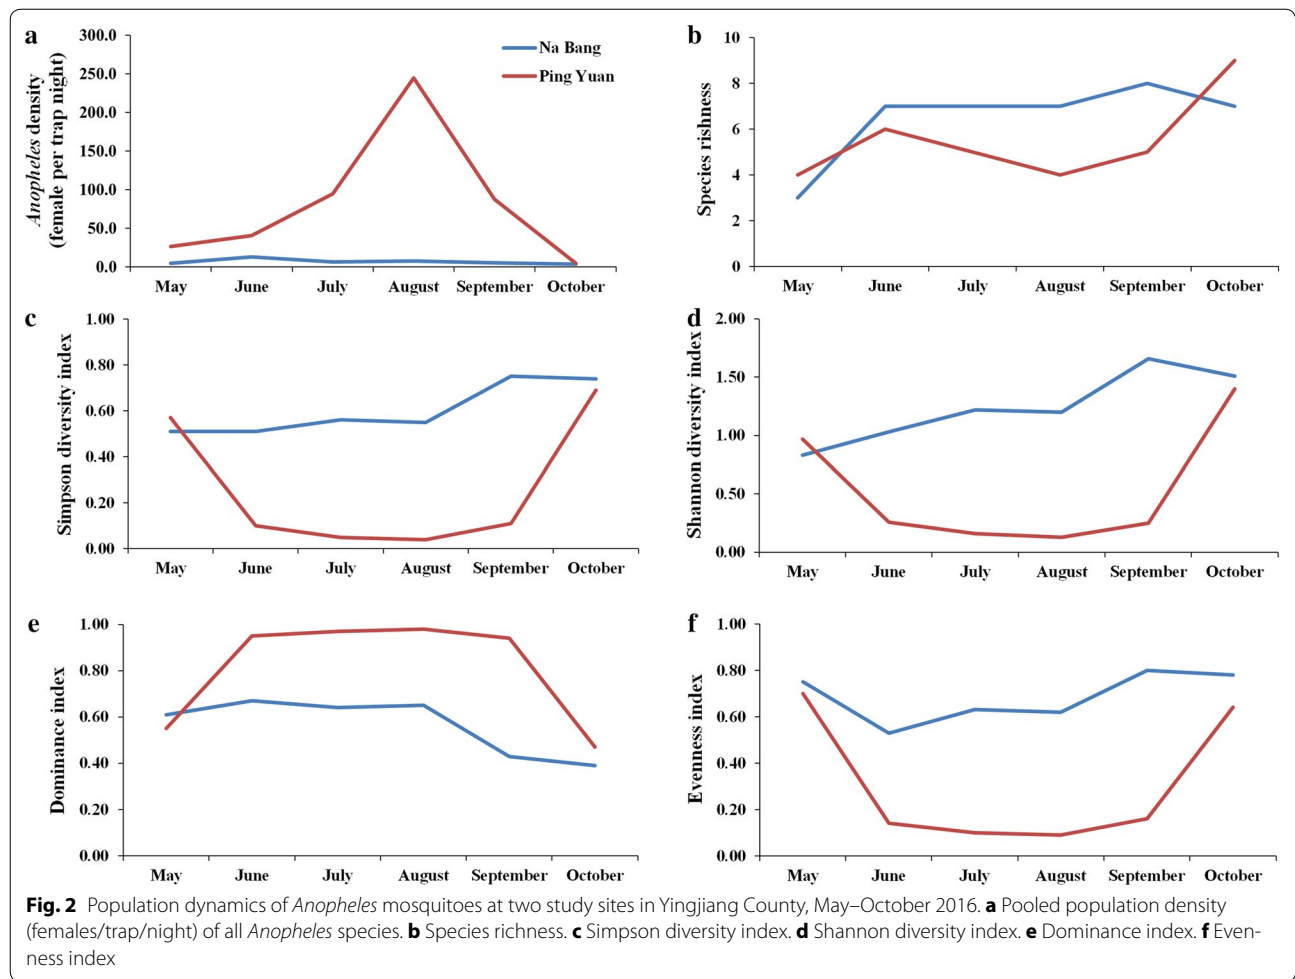 a
300.0
250.0
200.0
150.0
100.0
50.0
0.0
Anopheles density
(female per trap night)
Na Bang
Ping Yuan
May June July August September October
b
10
8
6
4
2
0
Species rishness
May June July August September October
c
1.00
0.80
0.60
0.40
0.20
0.00
Simpson diversity index
May June July August September October
d
2.00
1.50
1.00
0.50
0.00
Shannon diversity index
May June July August September October
e
1.00
0.80
0.60
0.40
0.20
0.00
Dominance index
May June July August September October
f
1.00
0.80
0.60
0.40
0.20
0.00
Evenness index
May June July August September October
Fig. 2 Population dynamics of Anopheles mosquitoes at two study sites in Yingjiang County, May–October 2016. a Pooled population density
(females/trap/night) of all Anopheles species. b Species richness. c Simpson diversity index. d Shannon diversity index. e Dominance index. f Even-
ness index